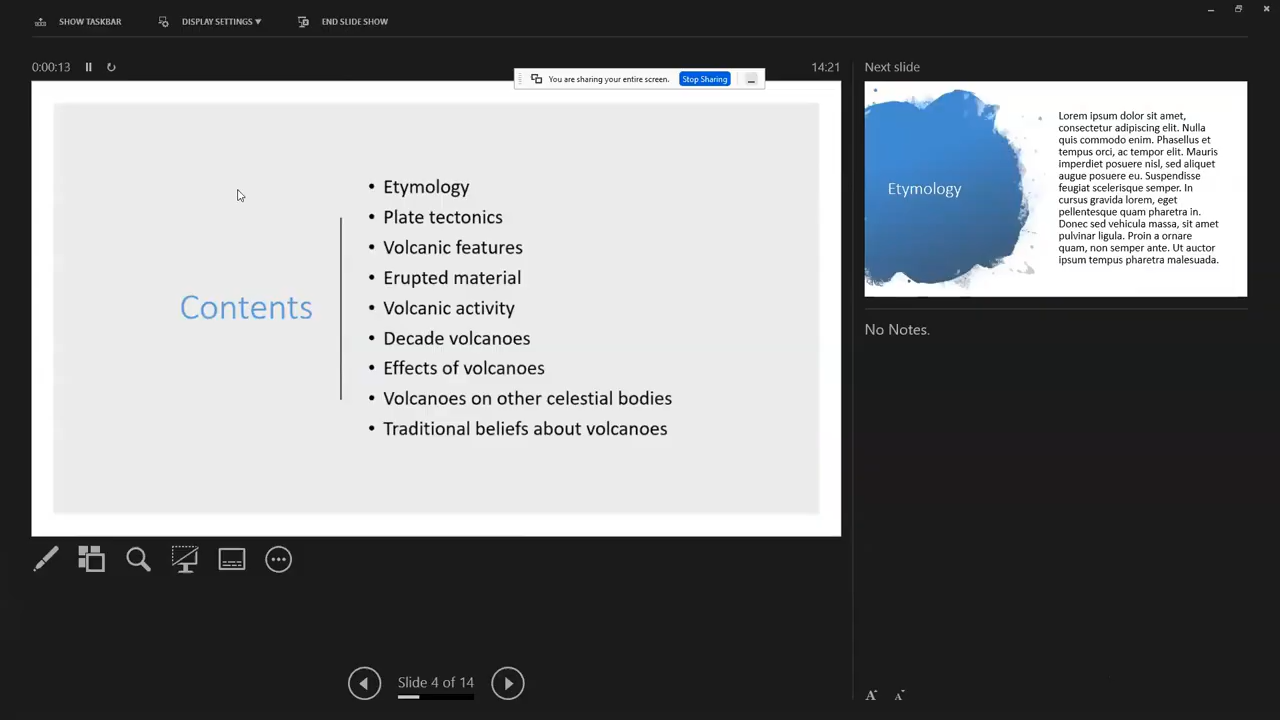 SHOW TASKBAR
DISPLAY SETTINGS ▼
END SLIDE SHOW
0:00:13
You are sharing your entire screen.
Stop Sharing
14:21
Contents
• Etymology
• Plate tectonics
• Volcanic features
• Erupted material
• Volcanic activity
• Decade volcanoes
• Effects of volcanoes
• Volcanoes on other celestial bodies
• Traditional beliefs about volcanoes
Slide 4 of 14
Next slide
Etymology
Lorem ipsum dolor sit amet,
consectetur adipiscing elit. Nulla
quis commodo enim. Phasellus et
tempus orci, ac tempor elit. Mauris
imperdiet posuere nisl, sed aliquet
augue posuere eu. Suspendisse
feugiat scelerisque semper. In
cursus gravida lorem, eget
pellentesque quam pharetra in.
Donec sed vehicula massa, sit amet
pulvinar ligula. Proin a ornare
quam, non semper ante. Ut auctor
ipsum tempus pharetra malesuada.
No Notes.
A A